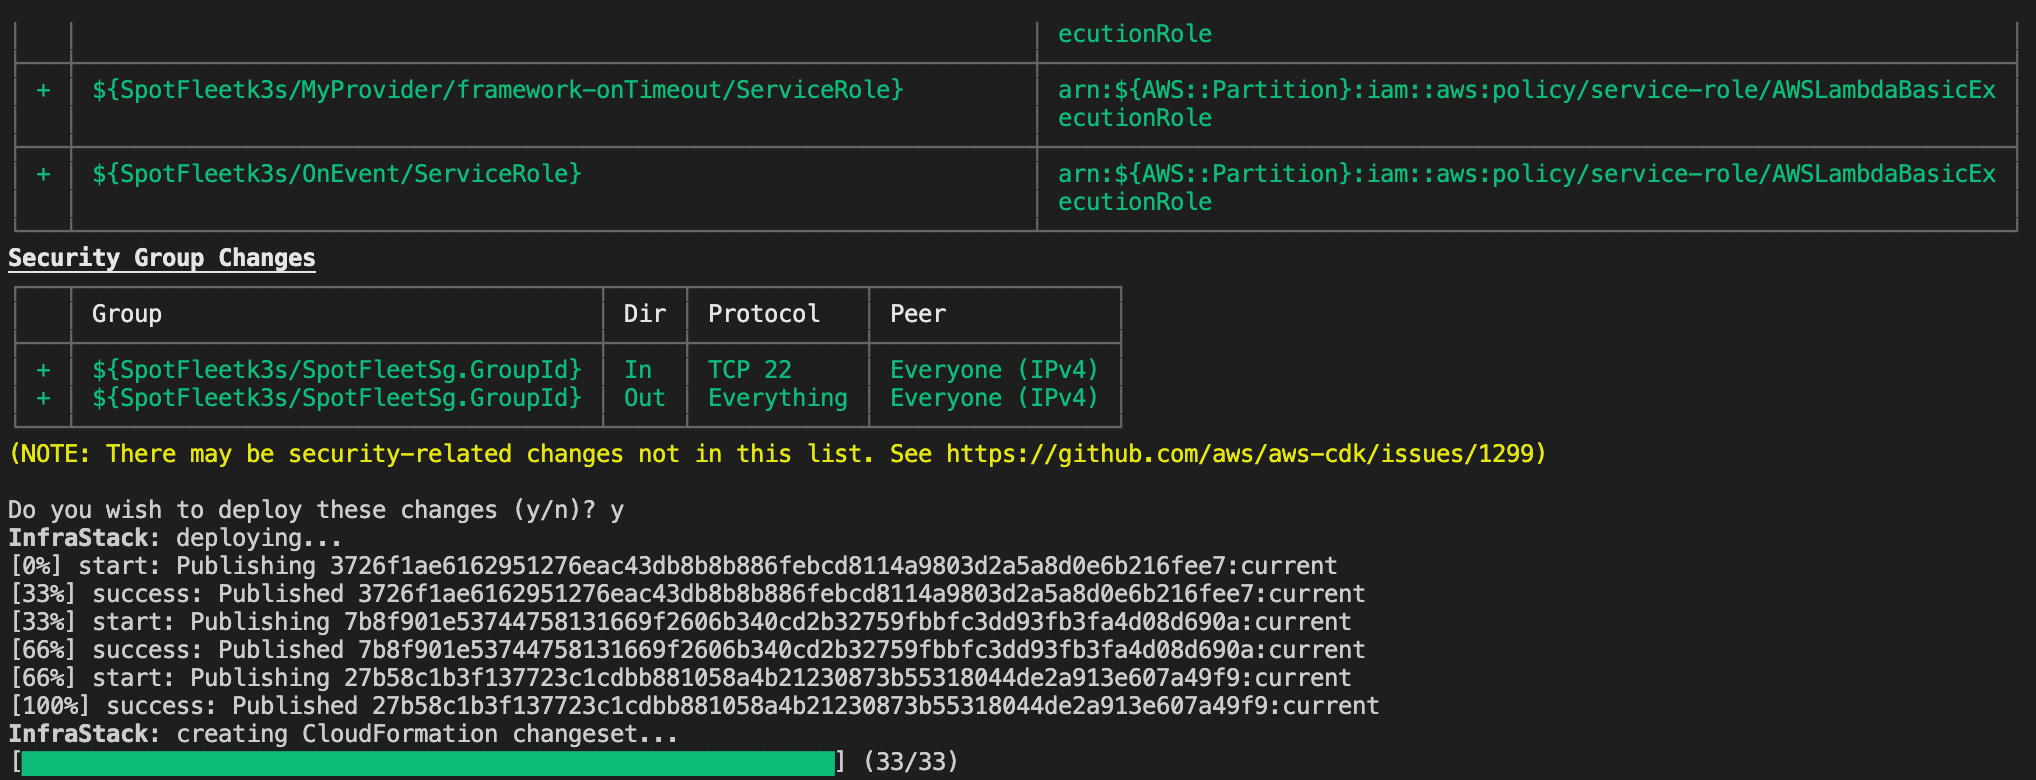 ecutionRole
+ ${SpotFleetk3s/MyProvider/framework-onTimeout/ServiceRole} arn:${AWS::Partition}:iam::aws:policy/service-role/AWSLambdaBasicEx
ecutionRole
+ ${SpotFleetk3s/OnEvent/ServiceRole} arn:${AWS::Partition}:iam::aws:policy/service-role/AWSLambdaBasicEx
ecutionRole
Security Group Changes
Group Dir Protocol Peer
+ ${SpotFleetk3s/SpotFleetSg.GroupId} In TCP 22 Everyone (IPv4)
+ ${SpotFleetk3s/SpotFleetSg.GroupId} Out Everything Everyone (IPv4)
(NOTE: There may be security-related changes not in this list. See https://github.com/aws/aws-cdk/issues/1299)
Do you wish to deploy these changes (y/n)? y
InfraStack: deploying...
[0%] start: Publishing 3726f1ae6162951276eac43db8b8b886febcd8114a9803d2a5a8d0e6b216fee7:current
[33%] success: Published 3726f1ae6162951276eac43db8b8b886febcd8114a9803d2a5a8d0e6b216fee7:current
[33%] start: Publishing 7b8f901e53744758131669f2606b340cd2b32759fbbfc3dd93fb3fa4d08d690a:current
[66%] success: Published 7b8f901e53744758131669f2606b340cd2b32759fbbfc3dd93fb3fa4d08d690a:current
[66%] start: Publishing 27b58c1b3f137723c1cdbb881058a4b21230873b55318044de2a913e607a49f9:current
[100%] success: Published 27b58c1b3f137723c1cdbb881058a4b21230873b55318044de2a913e607a49f9:current
InfraStack: creating CloudFormation changeset...
[] (33/33)